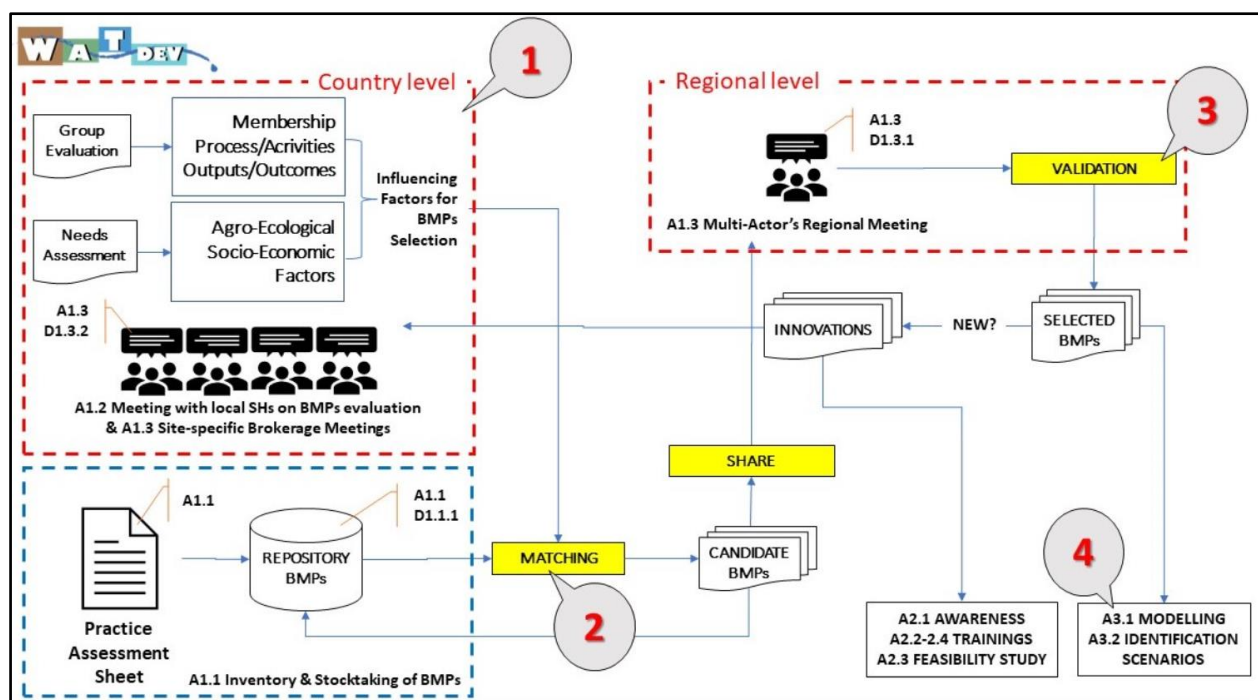 WATDEV
1
Country level
Group
Evaluation
Membership
Process/Acrivities
Outputs/Outcomes
Influencing
Factors for
BMPs
Selection
Needs
Assessment
Agro-Ecological
Socio-Economic
Factors
A1.3
D1.3.2
A1.2 Meeting with local SHs on BMPs evaluation
& A1.3 Site-specific Brokerage Meetings
Regional level
3
A1.3
D1.3.1
VALIDATION
A1.3 Multi-Actor's Regional Meeting
INNOVATIONS
NEW?
SELECTED
BMPs
SHARE
A1.1
A1.1
D1.1.1
REPOSITORY
BMPs
MATCHING
CANDIDATE
BMPs
2
Practice
Assessment
Sheet
A1.1 Inventory & Stocktaking of BMPs
4
A2.1 AWARENESS
A2.2-2.4 TRAININGS
A2.3 FEASIBILITY STUDY
A3.1 MODELLING
A3.2 IDENTIFICATION
SCENARIOS